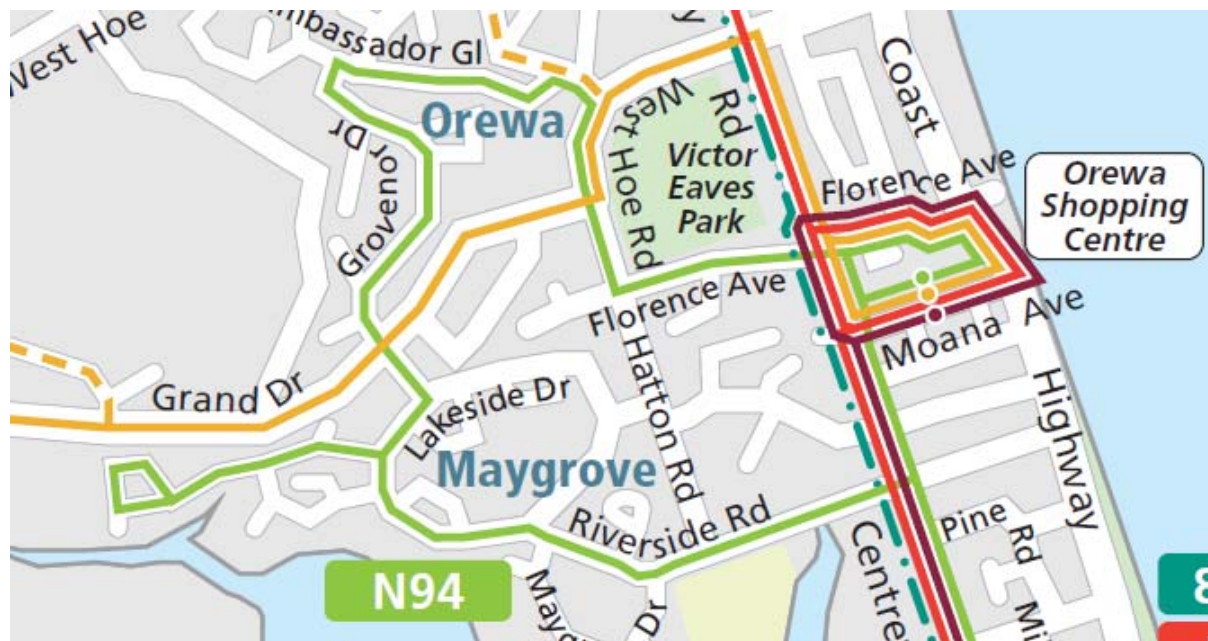 Ambassador Gl
West Hoe
Orewa
West Hoe Rd
Rd
Victor
Eaves
Park
Coast
Florence Ave
Orewa
Shopping
Centre
Grovenor Dr
Florence Ave
Moana Ave
Grand Dr
Lakeside Dr
Hatton Rd
Highway
Maygrove
Riverside Rd
Pine
Rd
Centre
N94
Dr
8